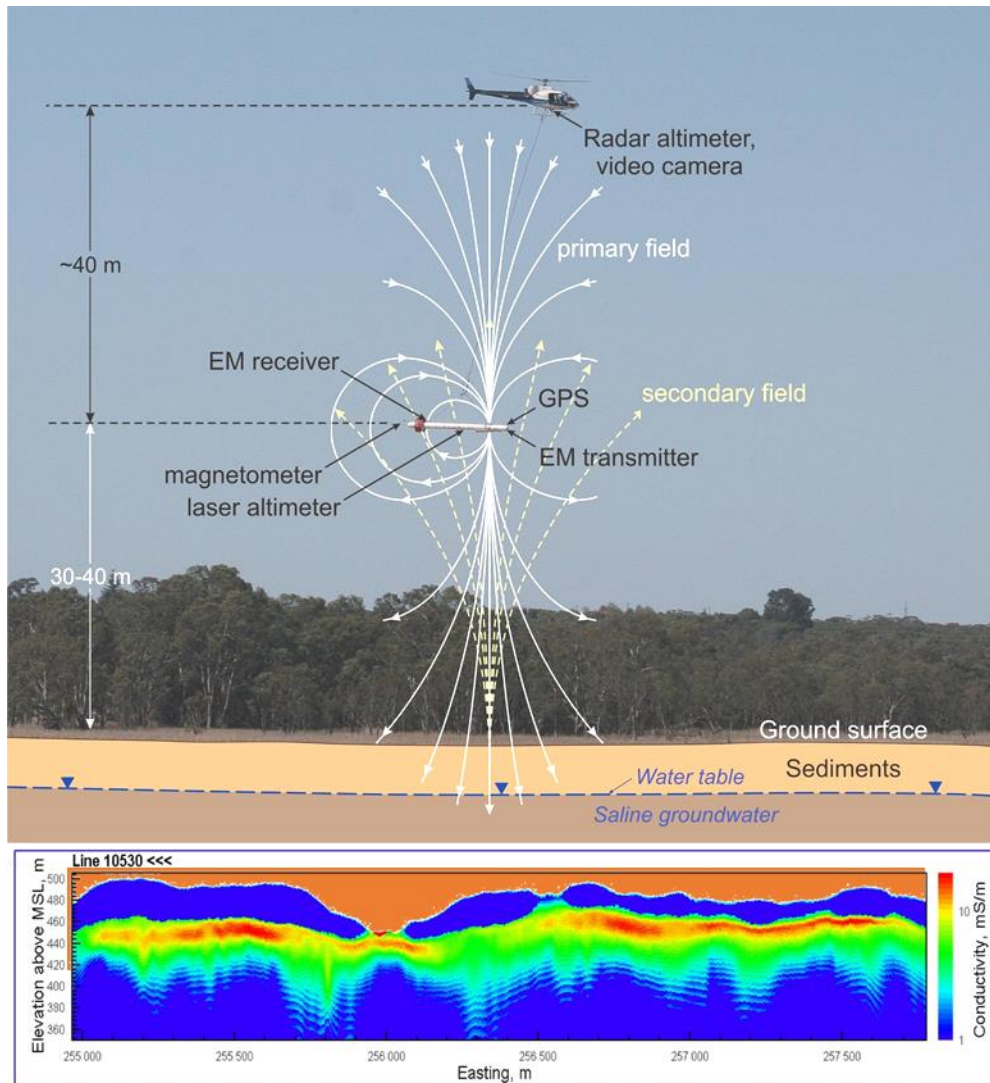 Radar altimeter,
video camera
primary field
~40 m
EM receiver
GPS
secondary field
magnetometer
EM transmitter
laser altimeter
30-40 m
Ground surface
Sediments
Water table
Saline groundwater
Line 10530 <<<
Elevation above MSL, m
500
480
460
440
420
400
380
360
255 000
255 500
256 000
256 500
257 000
257 500
Easting, m
10
1
Conductivity, mS/m